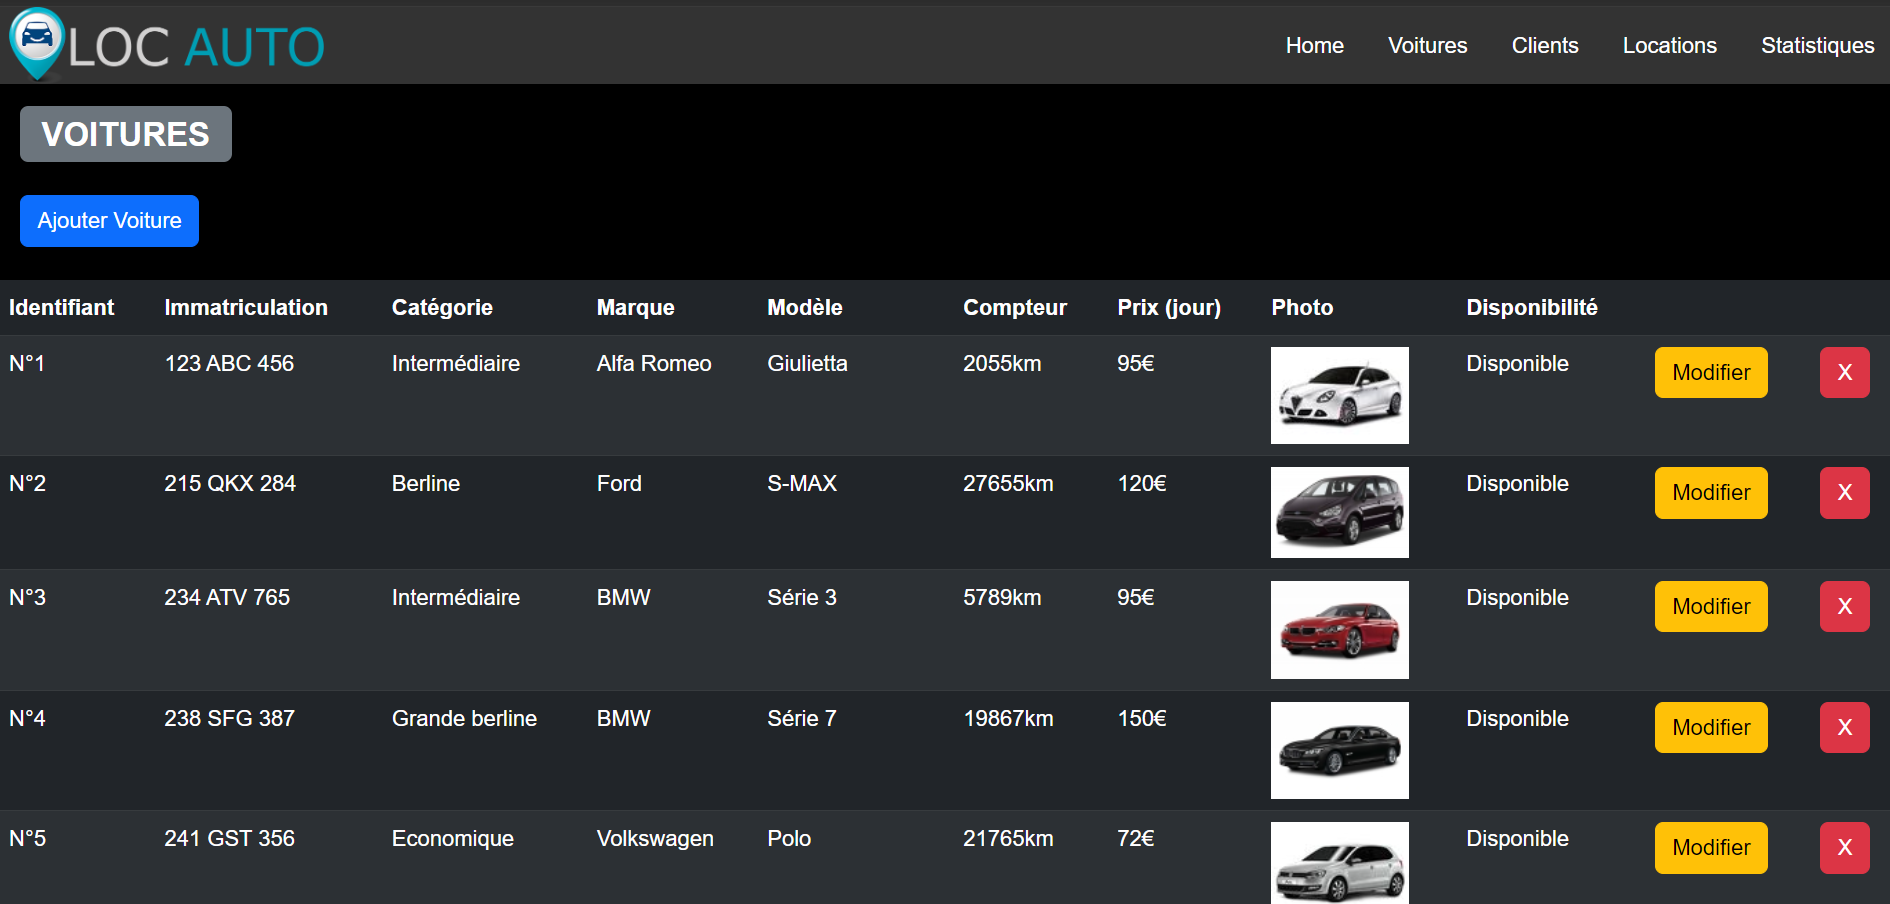 LOC AUTO
Home Voitures Clients Locations Statistiques
VOITURES
Ajouter Voiture
Identifiant Immatriculation Catégorie Marque Modèle Compteur Prix (jour) Photo Disponibilité
N°1 123 ABC 456 Intermédiaire Alfa Romeo Giulietta 2055km 95€ Disponible Modifier X
N°2 215 QKX 284 Berline Ford S-MAX 27655km 120€ Disponible Modifier X
N°3 234 ATV 765 Intermédiaire BMW Série 3 5789km 95€ Disponible Modifier X
N°4 238 SFG 387 Grande berline BMW Série 7 19867km 150€ Disponible Modifier X
N°5 241 GST 356 Economique Volkswagen Polo 21765km 72€ Disponible Modifier X